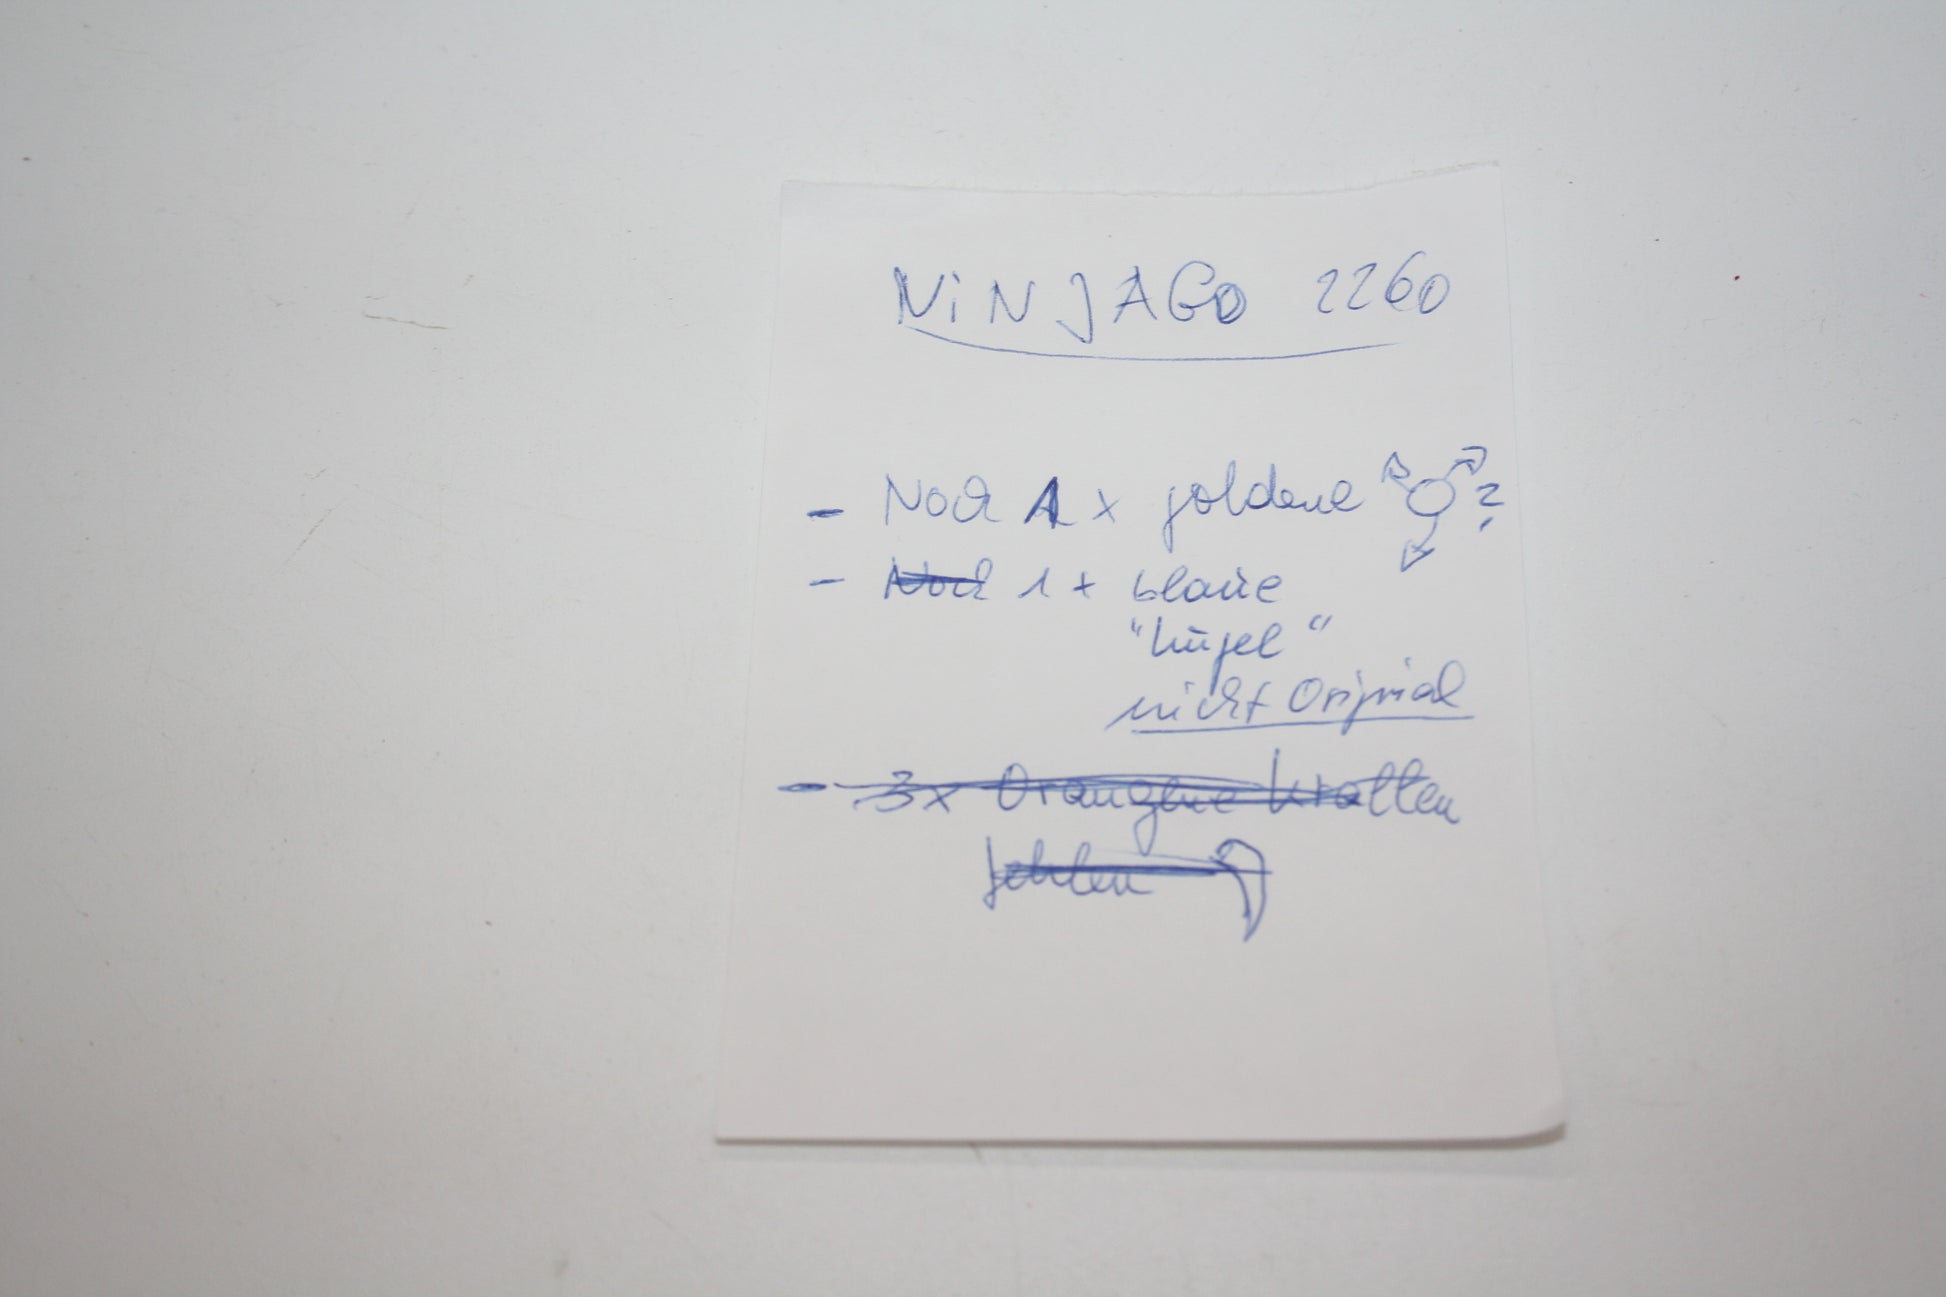 NiNJAGO 2260
- Noch 1 x goldene ?
- Noch 1 x blaue
"Kugel"
nicht Original
- 3x Orangene Krallen
fehlen